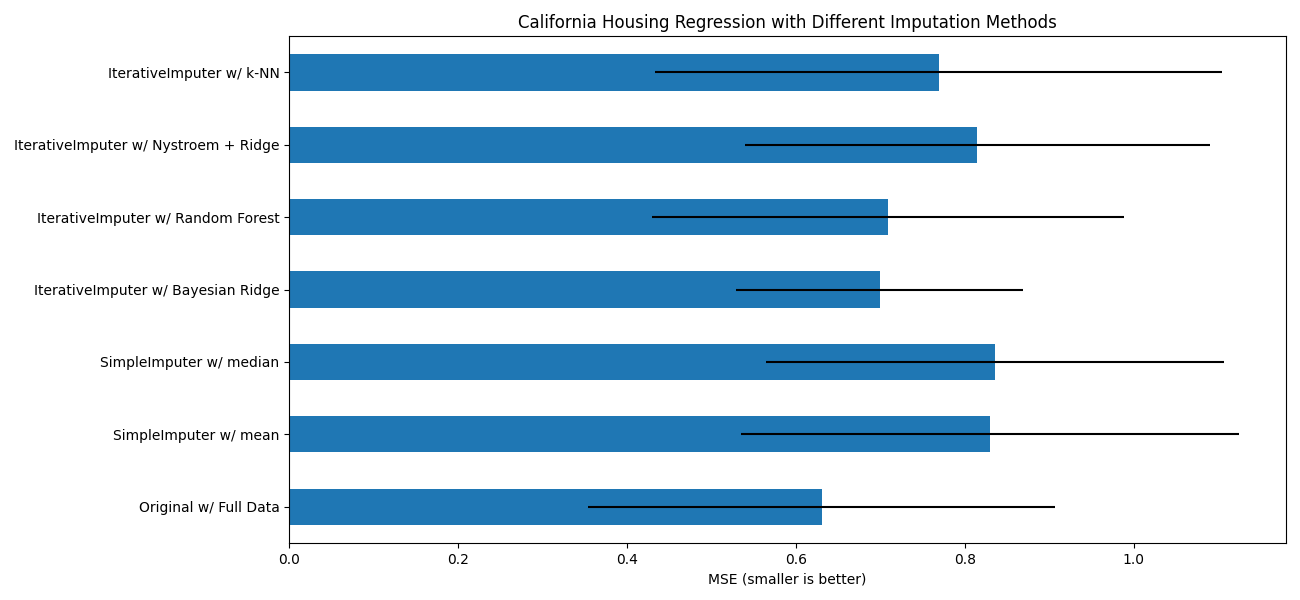 California Housing Regression with Different Imputation Methods
IterativeImputer w/ k-NN
IterativeImputer w/ Nystroem + Ridge
IterativeImputer w/ Random Forest
IterativeImputer w/ Bayesian Ridge
SimpleImputer w/ median
SimpleImputer w/ mean
Original w/ Full Data
0.0 0.2 0.4 0.6 0.8 1.0
MSE (smaller is better)